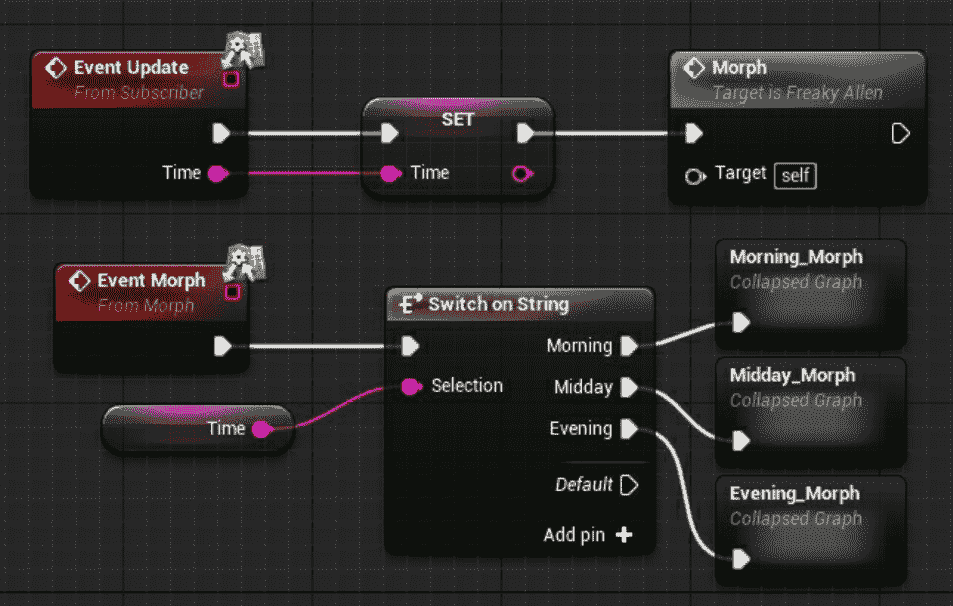 Event Update
From Subscriber
Time
SET
Time
Morph
Target is Freaky Allen
Target self
Event Morph
From Morph
Time
Switch on String
Selection
Morning
Midday
Evening
Default
Add pin
Morning_Morph
Collapsed Graph
Midday_Morph
Collapsed Graph
Evening_Morph
Collapsed Graph